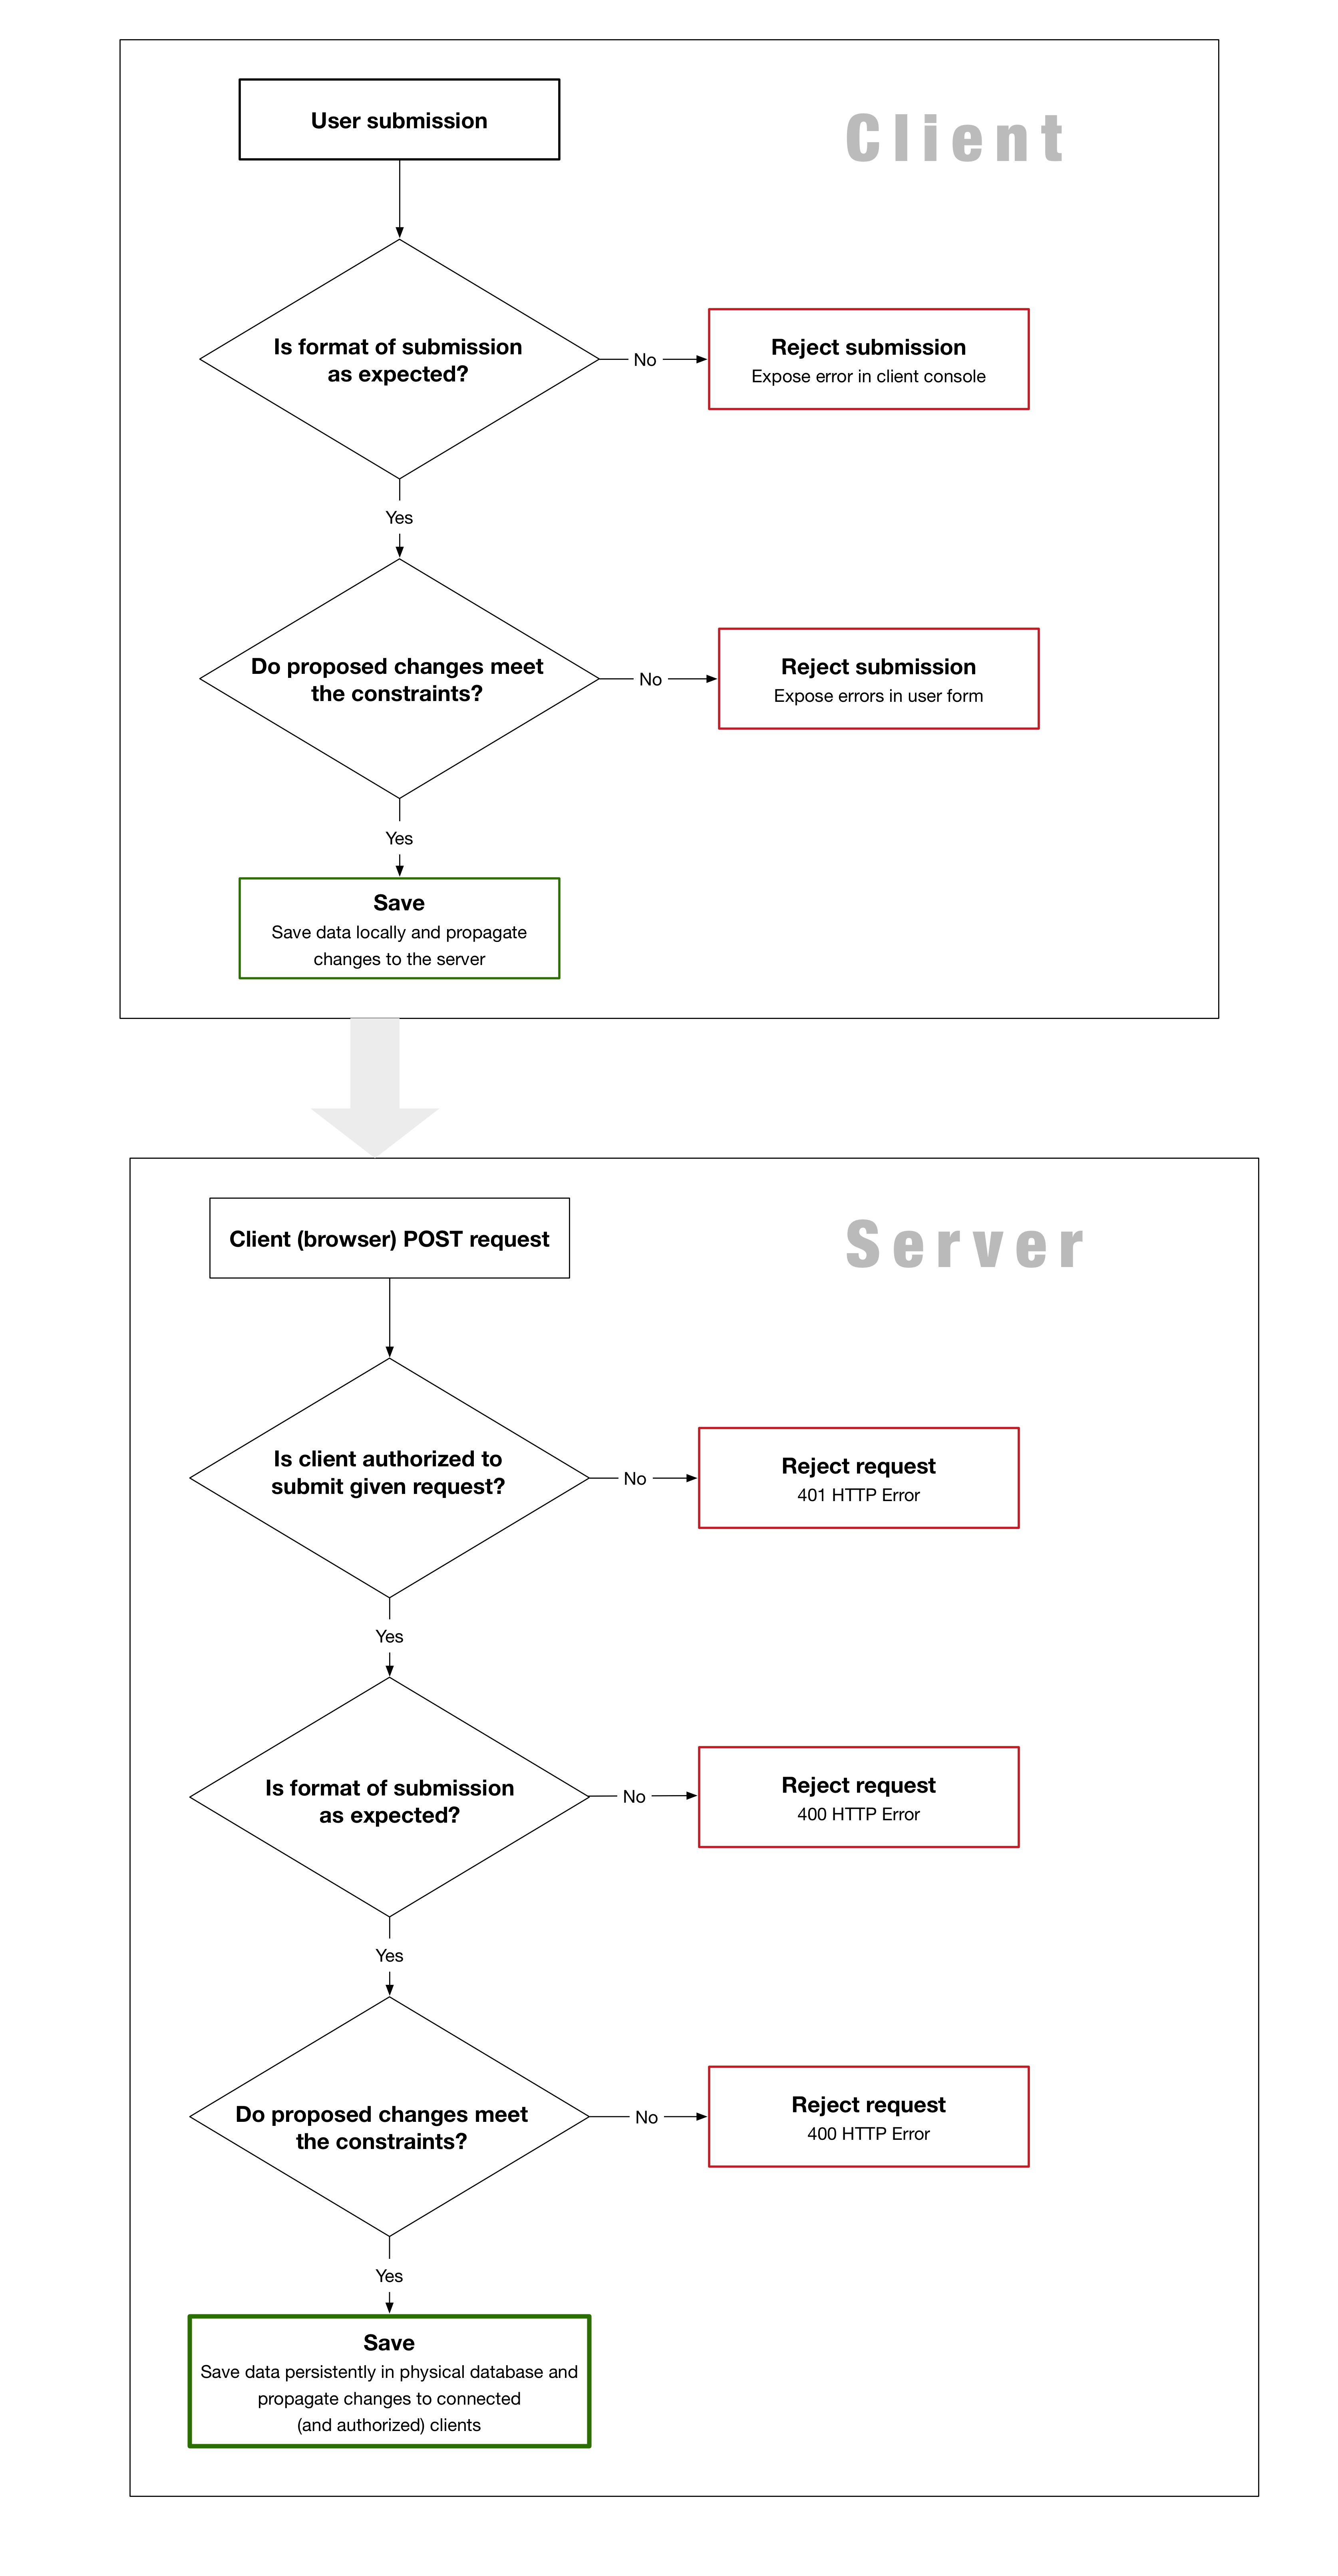 Client
User submission
Is format of submission
as expected?
No
Reject submission
Expose error in client console
Yes
Do proposed changes meet
the constraints?
No
Reject submission
Expose errors in user form
Yes
Save
Save data locally and propagate
changes to the server
Server
Client (browser) POST request
Is client authorized to
submit given request?
No
Reject request
401 HTTP Error
Yes
Is format of submission
as expected?
No
Reject request
400 HTTP Error
Yes
Do proposed changes meet
the constraints?
No
Reject request
400 HTTP Error
Yes
Save
Save data persistently in physical database and
propagate changes to connected
(and authorized) clients